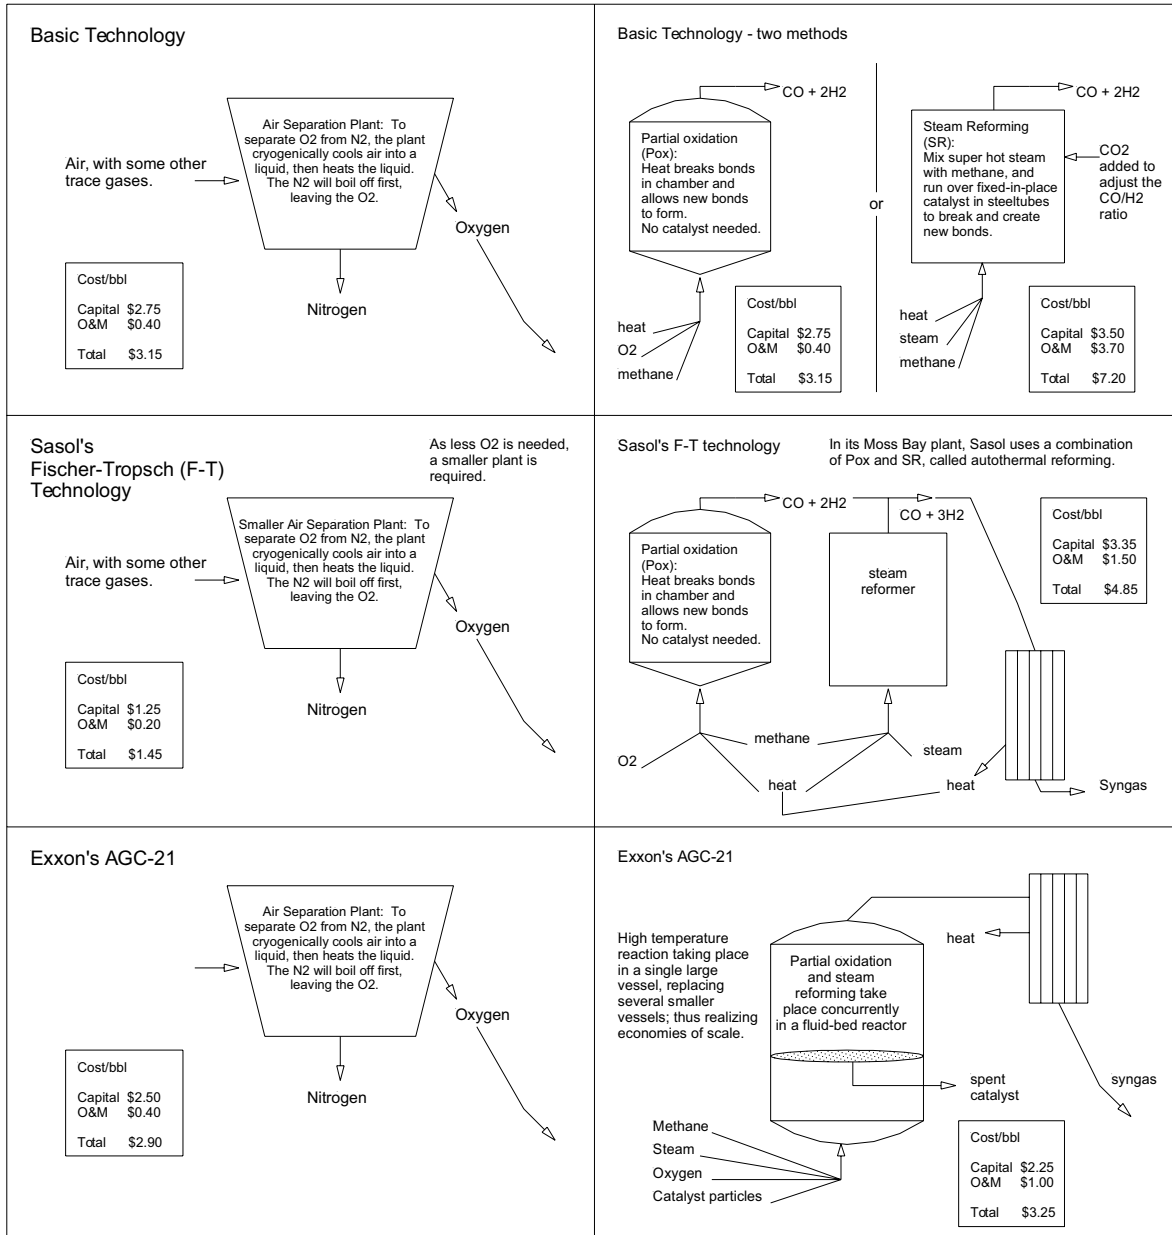 Basic Technology
Air Separation Plant: To
separate O2 from N2, the plant
cryogenically cools air into a
liquid, then heats the liquid.
The N2 will boil off first,
leaving the O2.
Air, with some other
trace gases.
Oxygen
Nitrogen
Cost/bbl
Capital $2.75
O&M $0.40
Total $3.15
Basic Technology - two methods
CO + 2H2
Partial oxidation
(Pox):
Heat breaks bonds
in chamber and
allows new bonds
to form.
No catalyst needed.
heat
O2
methane
Cost/bbl
Capital $2.75
O&M $0.40
Total $3.15
or
CO + 2H2
Steam Reforming
(SR):
Mix super hot steam
with methane, and
run over fixed-in-place
catalyst in steeltubes
to break and create
new bonds.
CO2
added to
adjust the
CO/H2
ratio
heat
steam
methane
Cost/bbl
Capital $3.50
O&M $3.70
Total $7.20
Sasol's
Fischer-Tropsch (F-T)
Technology
As less O2 is needed,
a smaller plant is
required.
Smaller Air Separation Plant: To
separate O2 from N2, the plant
cryogenically cools air into a
liquid, then heats the liquid.
The N2 will boil off first,
leaving the O2.
Air, with some other
trace gases.
Oxygen
Nitrogen
Cost/bbl
Capital $1.25
O&M $0.20
Total $1.45
Sasol's F-T technology
In its Moss Bay plant, Sasol uses a combination
of Pox and SR, called autothermal reforming.
CO + 2H2
CO + 3H2
Partial oxidation
(Pox):
Heat breaks bonds
in chamber and
allows new bonds
to form.
No catalyst needed.
steam
reformer
Cost/bbl
Capital $3.35
O&M $1.50
Total $4.85
methane
O2
steam
heat
heat
Syngas
Exxon's AGC-21
Air Separation Plant: To
separate O2 from N2, the plant
cryogenically cools air into a
liquid, then heats the liquid.
The N2 will boil off first,
leaving the O2.
Oxygen
Nitrogen
Cost/bbl
Capital $2.50
O&M $0.40
Total $2.90
Exxon's AGC-21
High temperature
reaction taking place
in a single large
vessel, replacing
several smaller
vessels; thus realizing
economies of scale.
Partial oxidation
and steam
reforming take
place concurrently
in a fluid-bed reactor
heat
spent
catalyst
syngas
Methane
Steam
Oxygen
Catalyst particles
Cost/bbl
Capital $2.25
O&M $1.00
Total $3.25